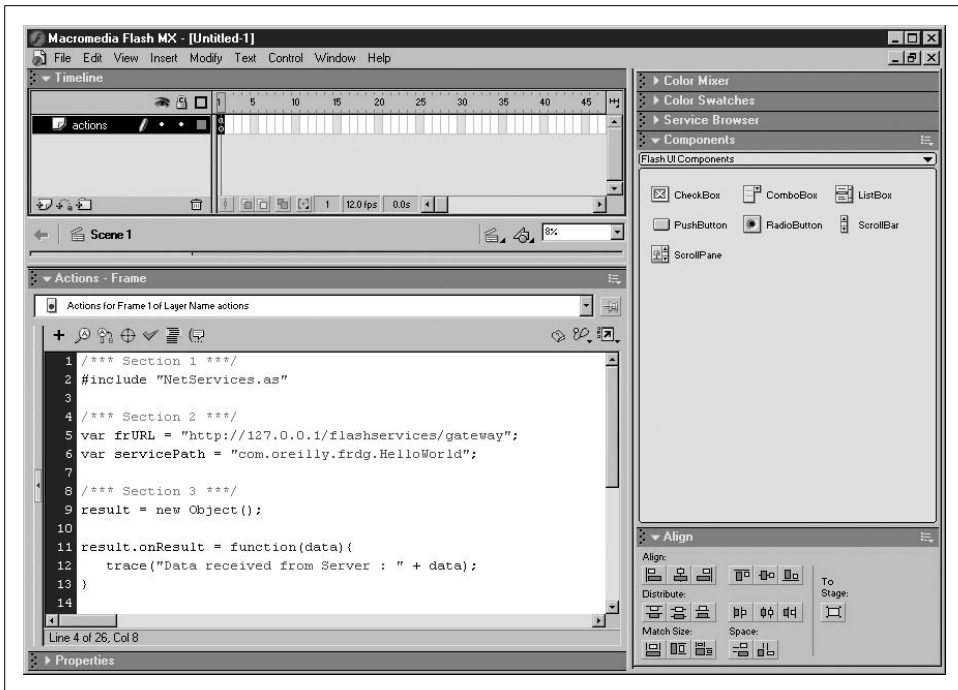 Macromedia Flash MX - [Untitled-1]
File Edit View Insert Modify Text Control Window Help
Timeline
1 5 10 15 20 25 30 35 40 45
actions
1 12.0 fps 0.0s
Scene 1
8%
Actions - Frame
Actions for Frame 1 of Layer Name actions
1 /*** Section 1 ***/
2 #include "NetServices.as"
3
4 /*** Section 2 ***/
5 var frURL = "http://127.0.0.1/flashservices/gateway";
6 var servicePath = "com.oreilly.frdg.HelloWorld";
7
8 /*** Section 3 ***/
9 result = new Object();
10
11 result.onResult = function(data){
12 trace("Data received from Server : " + data);
13 }
14
Line 4 of 26, Col 8
Properties
Color Mixer
Color Swatches
Service Browser
Components
Flash UI Components
CheckBox ComboBox ListBox
PushButton RadioButton ScrollBar
ScrollPane
Align
Align:
To
Stage:
Distribute:
Match Size: Space: